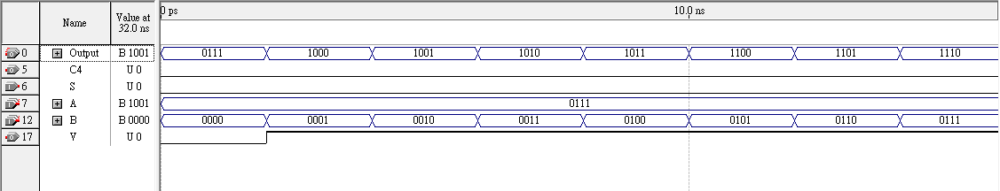 Name Value at 32.0 ns 0 ps 10.0 ns
0 Output B 1001 0111 1000 1001 1010 1011 1100 1101 1110
5 C4 U 0
6 S U 0
7 A B 1001 0111
12 B B 0000 0000 0001 0010 0011 0100 0101 0110 0111
17 V U 0